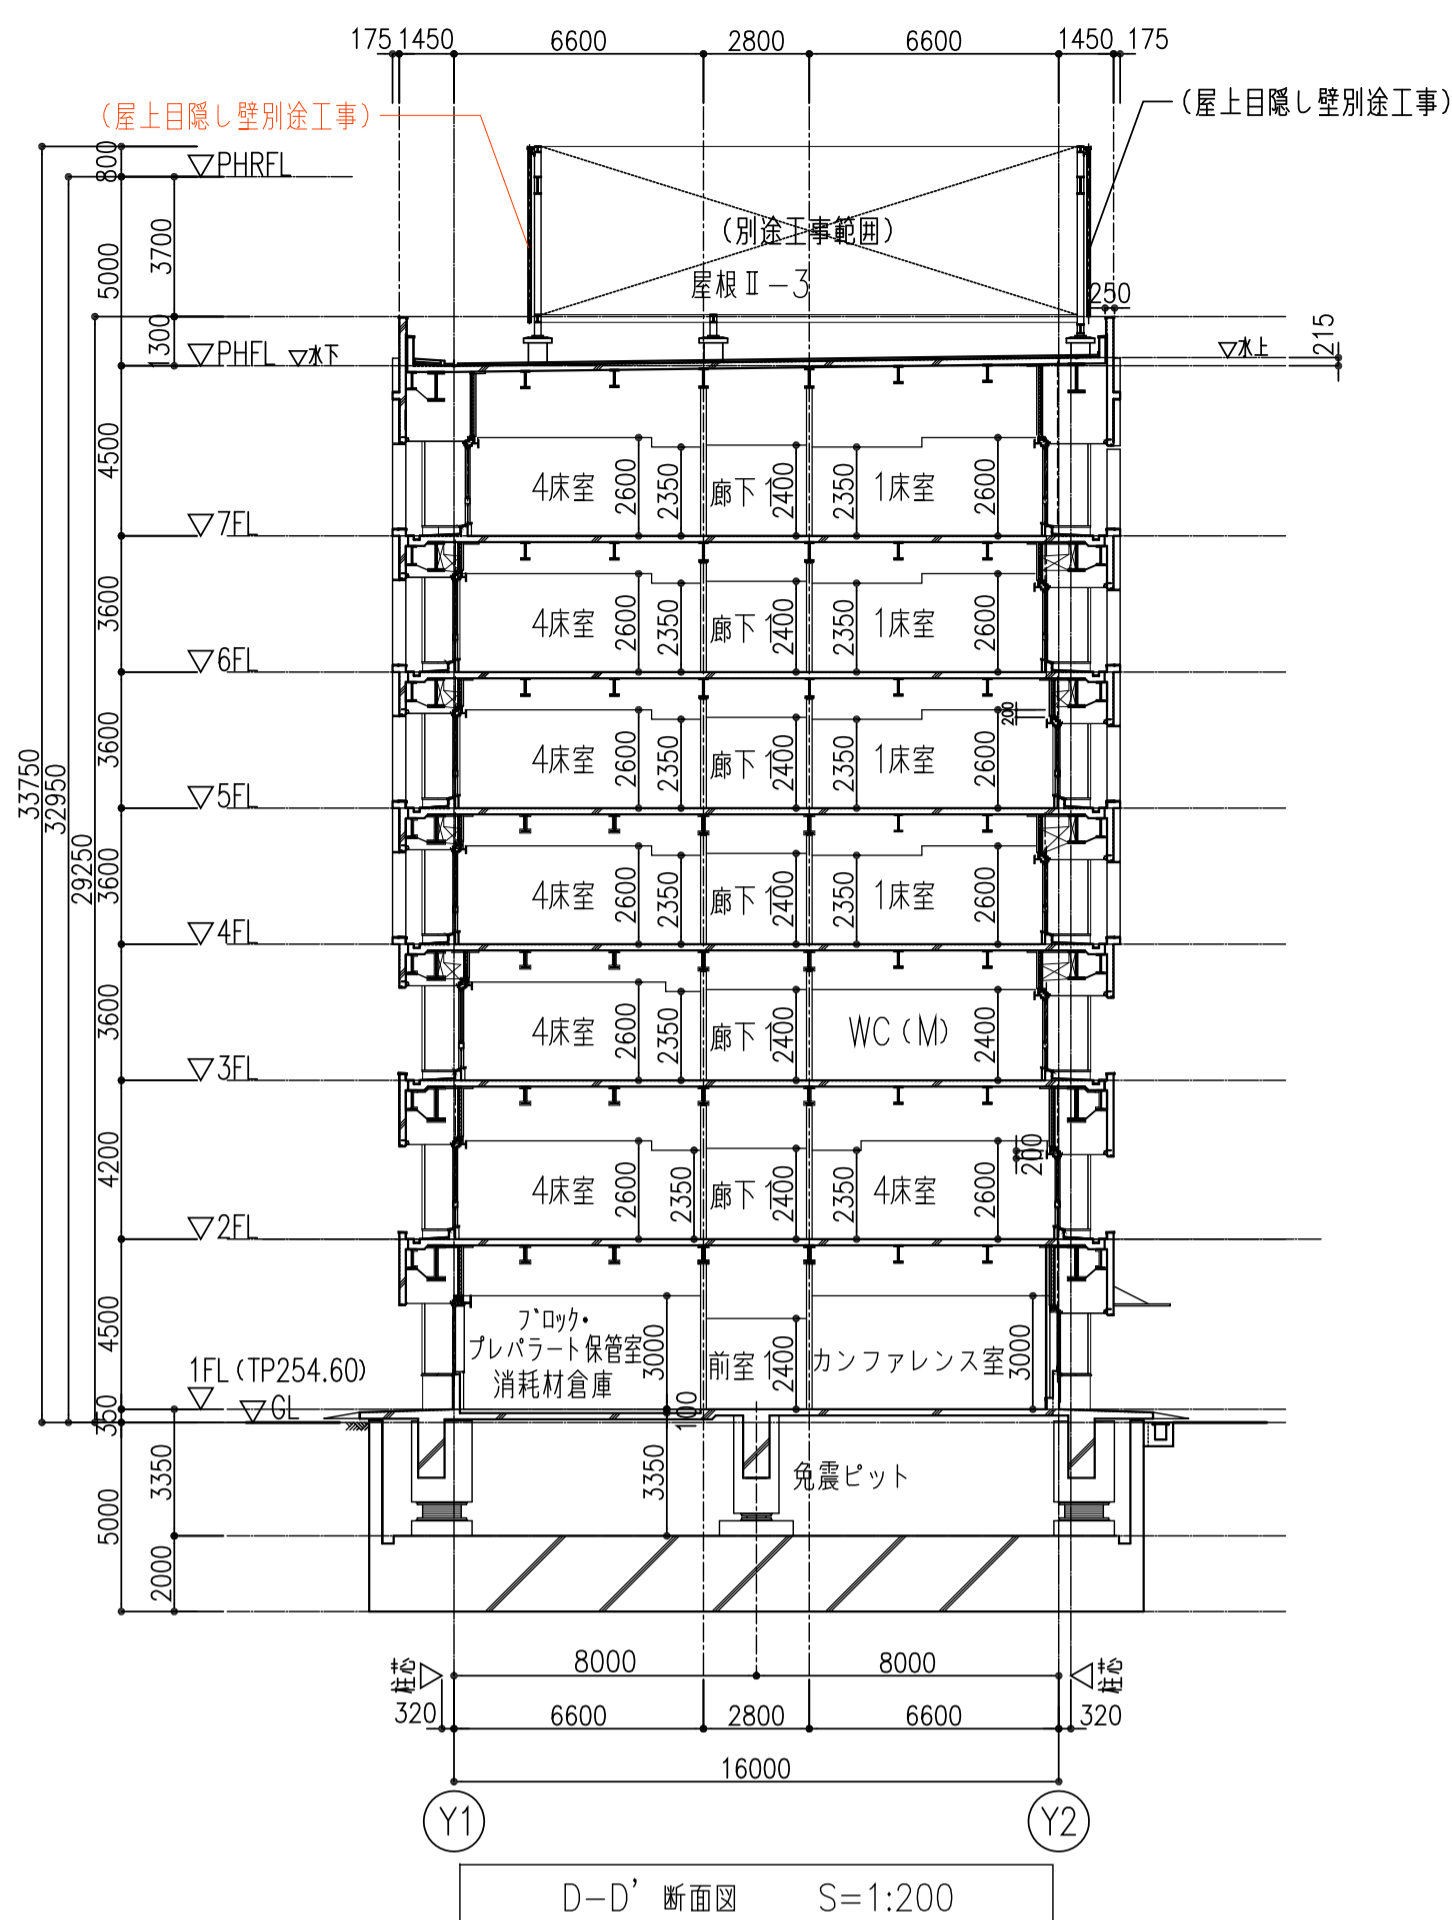 175 1450 6600 2800 6600 1450 175
(屋上目隠し壁別途工事)
(屋上目隠し壁別途工事)
800
▽PHRFL
3700
5000
(別途工事範囲)
屋根Ⅱ-3
250
1300
215
▽PHFL ▽水下
▽水上
4500
4床室 2600 2350 廊下1 2400 2350 1床室 2600
▽7FL
3600
4床室 2600 2350 廊下1 2400 2350 1床室 2600
▽6FL
200
3600
4床室 2600 2350 廊下1 2400 2350 1床室 2600
33750
32950
29250
▽5FL
3600
4床室 2600 2350 廊下1 2400 2350 1床室 2600
▽4FL
3600
4床室 2600 2350 廊下1 2400 WC(M) 2400
▽3FL
4200
200
4床室 2600 2350 廊下1 2400 2350 4床室 2600
▽2FL
4500
ブロック・
プレパラート保管室
消耗材倉庫
3000
前室1 2400
カンファレンス室 3000
1FL(TP254.60)
▽GL
350
100
3350
3350
免震ピット
5000
2000
柱芯 8000 8000 柱芯
320 6600 2800 6600 320
16000
Y1 Y2
D-D' 断面図 S=1:200